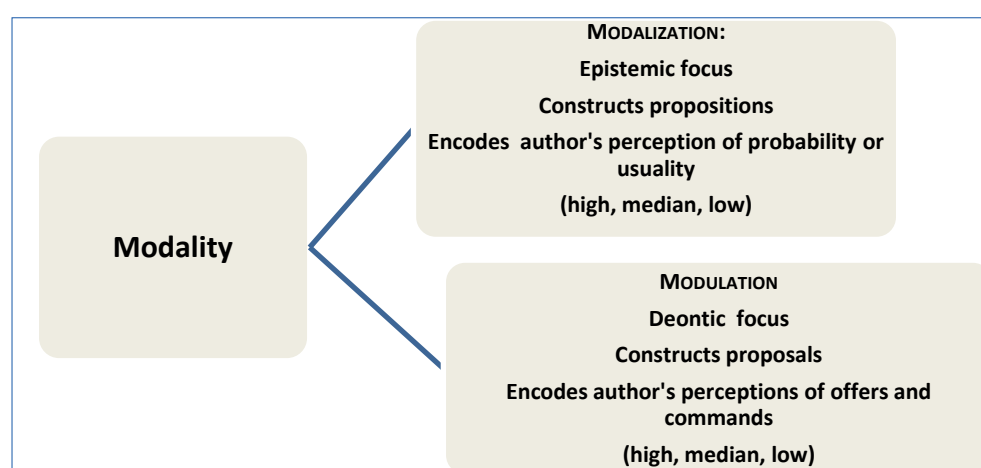 Modality
MODALIZATION:
Epistemic focus
Constructs propositions
Encodes author's perception of probability or
usuality
(high, median, low)
MODULATION
Deontic focus
Constructs proposals
Encodes author's perceptions of offers and
commands
(high, median, low)